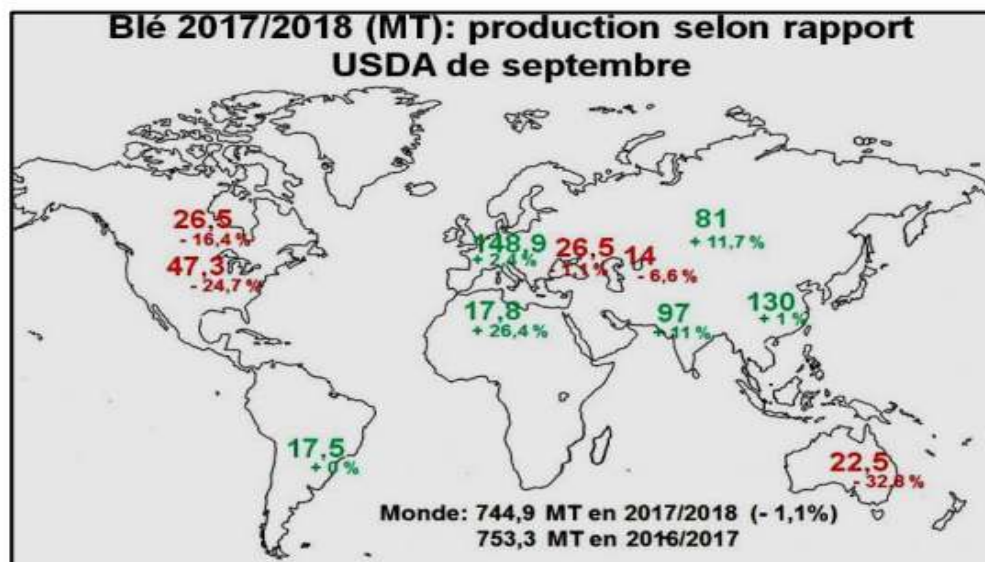 Blé 2017/2018 (MT): production selon rapport
USDA de septembre
26,5
- 16,4 %
47,3
- 24,7 %
148,9
+ 2,4 %
26,5
- 1,1 %
14
- 6,6 %
81
+ 11,7 %
17,8
+ 26,4 %
97
+ 11 %
130
+ 1 %
17,5
+ 0 %
22,5
- 32,8 %
Monde: 744,9 MT en 2017/2018 (- 1,1%)
753,3 MT en 2016/2017